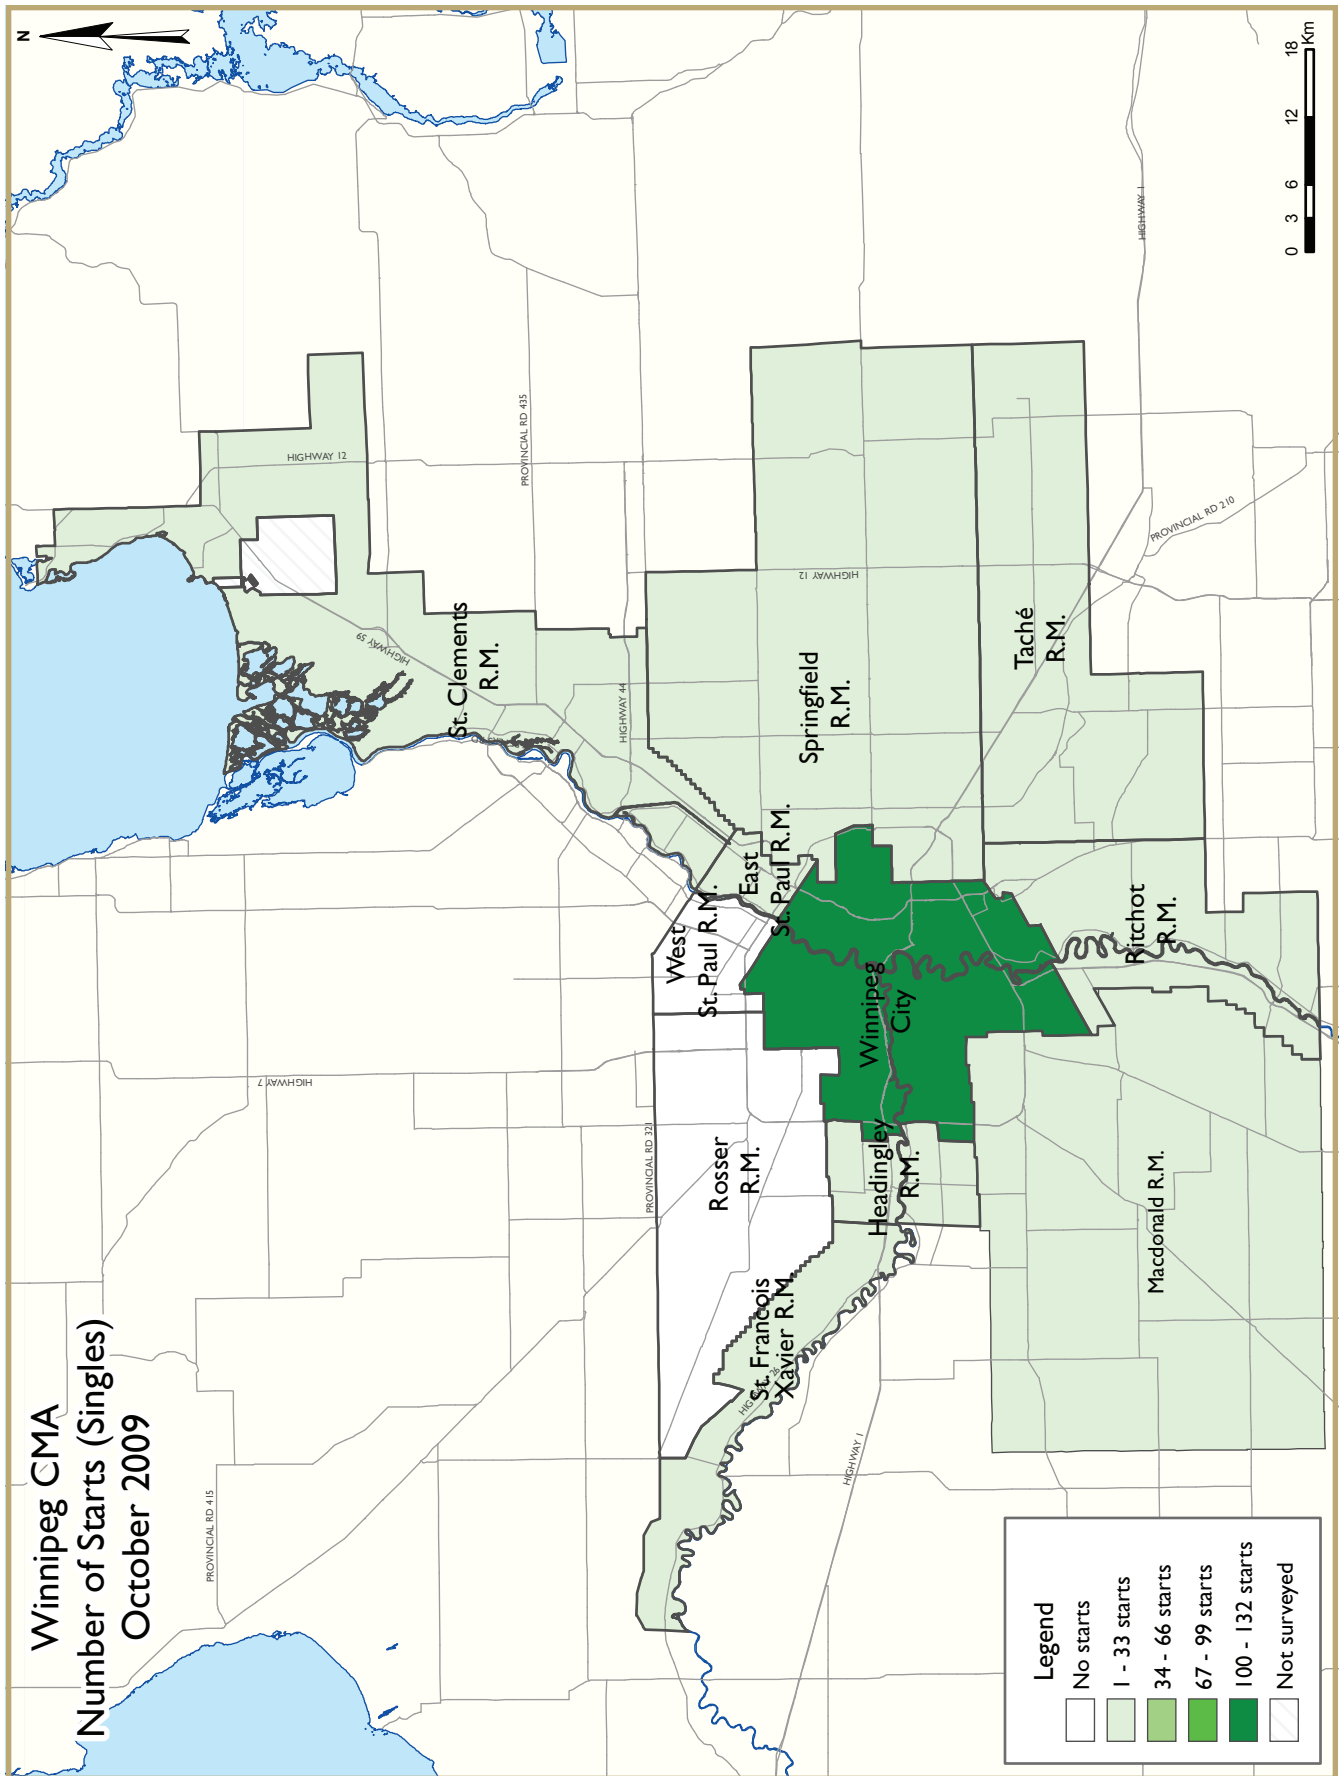 Winnipeg CMA
Number of Starts (Singles)
October 2009
N
PROVINCIAL RD 415
HIGHWAY 7
HIGHWAY 12
HIGHWAY 59
PROVINCIAL RD 435
St. Clements
R.M.
HIGHWAY 44
PROVINCIAL RD 321
West
St. Paul R.M.
East
St. Paul R.M.
Rosser
R.M.
Springfield
R.M.
HIGHWAY 12
St. Francois
Xavier R.M.
Winnipeg
City
Headingley
R.M.
HIGHWAY 1
Taché
R.M.
HIGHWAY 1
PROVINCIAL RD 210
Ritchot
R.M.
Macdonald R.M.
Legend
No starts
1 - 33 starts
34 - 66 starts
67 - 99 starts
100 - 132 starts
Not surveyed
0 3 6 12 18
Km